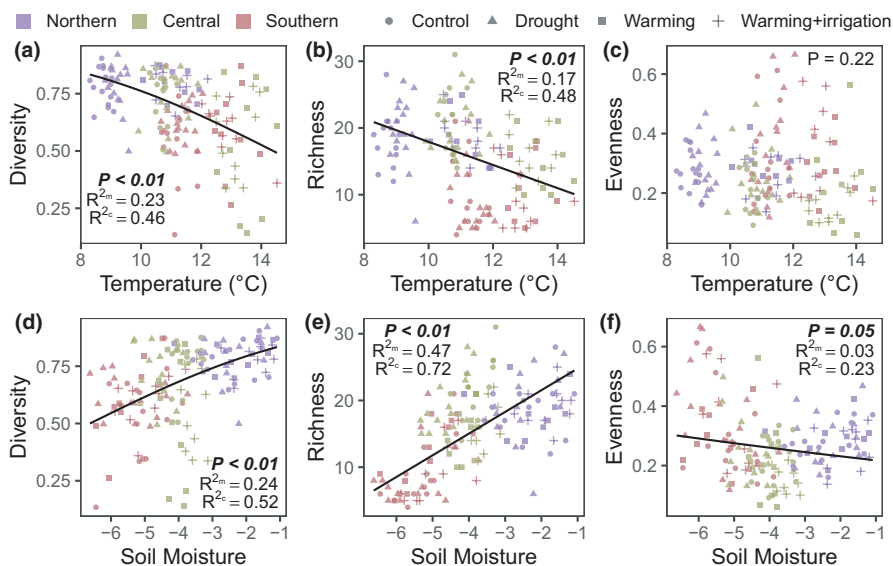 Northern Central Southern Control Drought Warming Warming+irrigation
(a) (b) (c)
P < 0.01
R²m = 0.23
R²c = 0.46
0.75
0.50
0.25
Diversity
8 10 12 14
Temperature (°C)
P < 0.01
R²m = 0.17
R²c = 0.48
30
20
10
Richness
8 10 12 14
Temperature (°C)
P = 0.22
0.6
0.4
0.2
Evenness
8 10 12 14
Temperature (°C)
(d) (e) (f)
P < 0.01
R²m = 0.24
R²c = 0.52
0.75
0.50
0.25
Diversity
−6 −5 −4 −3 −2 −1
Soil Moisture
P < 0.01
R²m = 0.47
R²c = 0.72
30
20
10
Richness
−6 −5 −4 −3 −2 −1
Soil Moisture
P = 0.05
R²m = 0.03
R²c = 0.23
0.6
0.4
0.2
Evenness
−6 −5 −4 −3 −2 −1
Soil Moisture